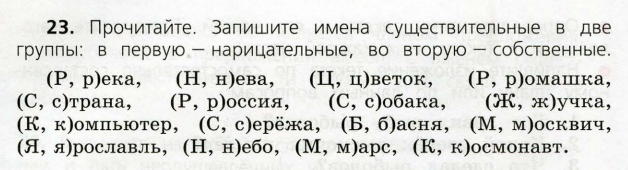 23. Прочитайте. Запишите имена существительные в две
группы: в первую – нарицательные, во вторую – собственные.
(Р, р)ека, (Н, н)ева, (Ц, ц)веток, (Р, р)омашка,
(С, с)трана, (Р, р)оссия, (С, с)обака, (Ж, ж)учка,
(К, к)омпьютер, (С, с)ерёжа, (Б, б)асня, (М, м)осквич,
(Я, я)рославль, (Н, н)ебо, (М, м)арс, (К, к)осмонавт.